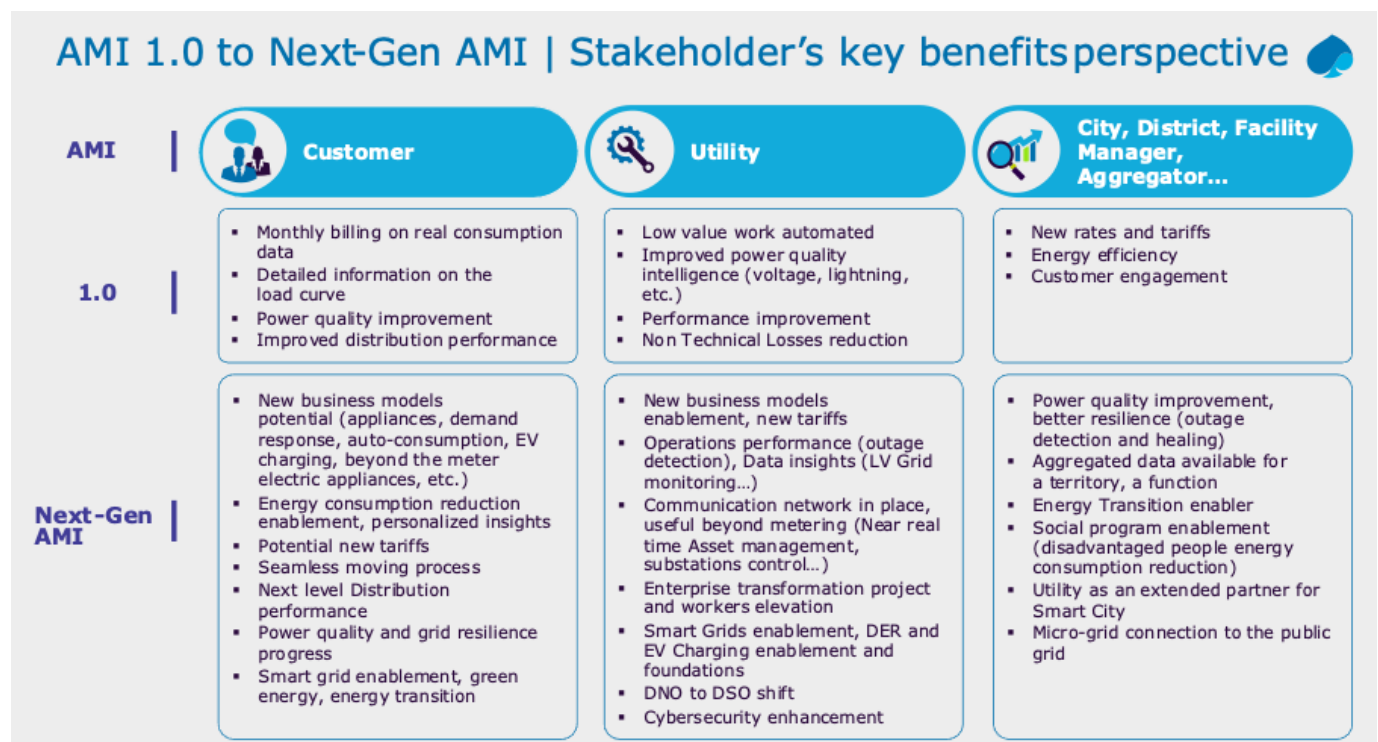 AMI 1.0 to Next-Gen AMI | Stakeholder's key benefits perspective
AMI
Customer
Utility
City, District, Facility
Manager,
Aggregator...
1.0
▪ Monthly billing on real consumption
data
▪ Detailed information on the
load curve
▪ Power quality improvement
▪ Improved distribution performance
▪ Low value work automated
▪ Improved power quality
intelligence (voltage, lightning,
etc.)
▪ Performance improvement
▪ Non Technical Losses reduction
▪ New rates and tariffs
▪ Energy efficiency
▪ Customer engagement
Next-Gen
AMI
▪ New business models
potential (appliances, demand
response, auto-consumption, EV
charging, beyond the meter
electric appliances, etc.)
▪ Energy consumption reduction
enablement, personalized insights
▪ Potential new tariffs
▪ Seamless moving process
▪ Next level Distribution
performance
▪ Power quality and grid resilience
progress
▪ Smart grid enablement, green
energy, energy transition
▪ New business models
enablement, new tariffs
▪ Operations performance (outage
detection), Data insights (LV Grid
monitoring...)
▪ Communication network in place,
useful beyond metering (Near real
time Asset management,
substations control...)
▪ Enterprise transformation project
and workers elevation
▪ Smart Grids enablement, DER and
EV Charging enablement and
foundations
▪ DNO to DSO shift
▪ Cybersecurity enhancement
▪ Power quality improvement,
better resilience (outage
detection and healing)
▪ Aggregated data available for
a territory, a function
▪ Energy Transition enabler
▪ Social program enablement
(disadvantaged people energy
consumption reduction)
▪ Utility as an extended partner for
Smart City
▪ Micro-grid connection to the public
grid